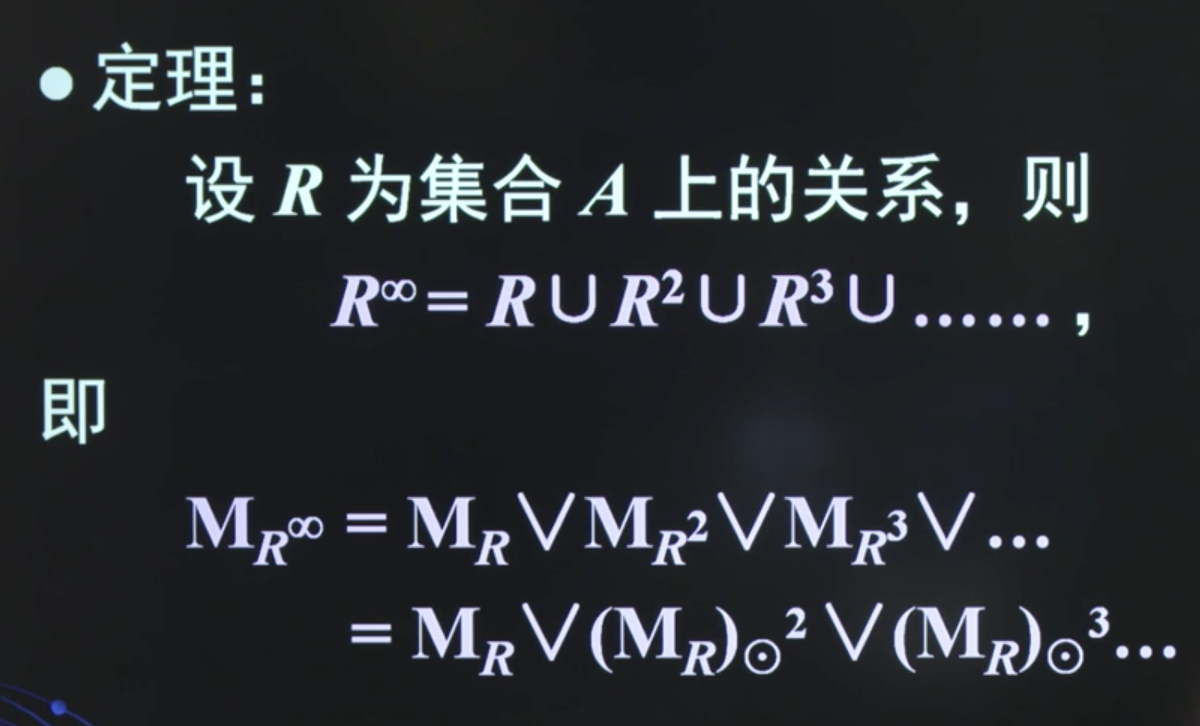 ● 定理：
设 R 为集合 A 上的关系，则
R∞ = R∪R²∪R³∪……，
即
M_R∞ = M_R∨M_R²∨M_R³∨…
= M_R∨(M_R)⊙²∨(M_R)⊙³…